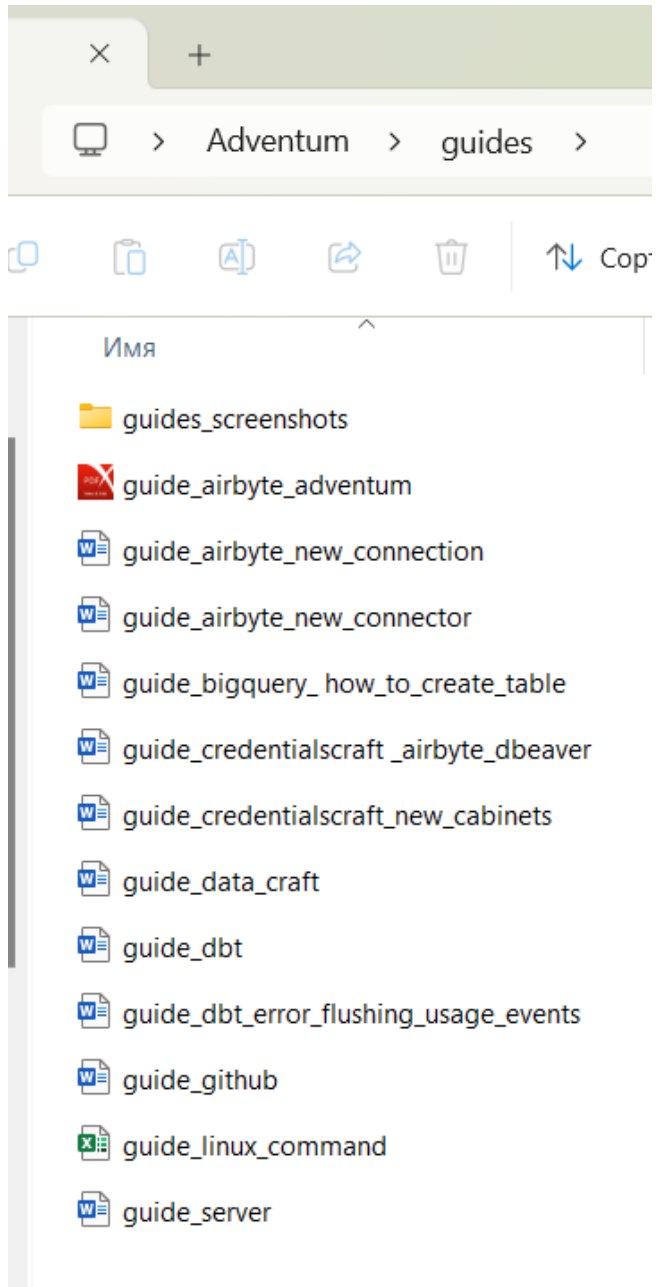 Adventum > guides >
Сорт
Имя
guides_screenshots
guide_airbyte_adventum
guide_airbyte_new_connection
guide_airbyte_new_connector
guide_bigquery_ how_to_create_table
guide_credentialscraft _airbyte_dbeaver
guide_credentialscraft_new_cabinets
guide_data_craft
guide_dbt
guide_dbt_error_flushing_usage_events
guide_github
guide_linux_command
guide_server